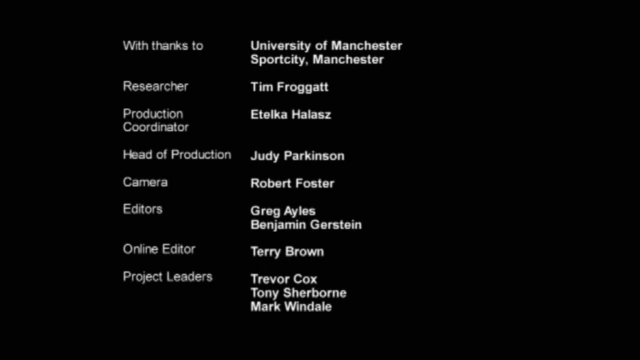 With thanks to University of Manchester
Sportcity, Manchester
Researcher Tim Froggatt
Production Etelka Halasz
Coordinator
Head of Production Judy Parkinson
Camera Robert Foster
Editors Greg Ayles
Benjamin Gerstein
Online Editor Terry Brown
Project Leaders Trevor Cox
Tony Sherborne
Mark Windale